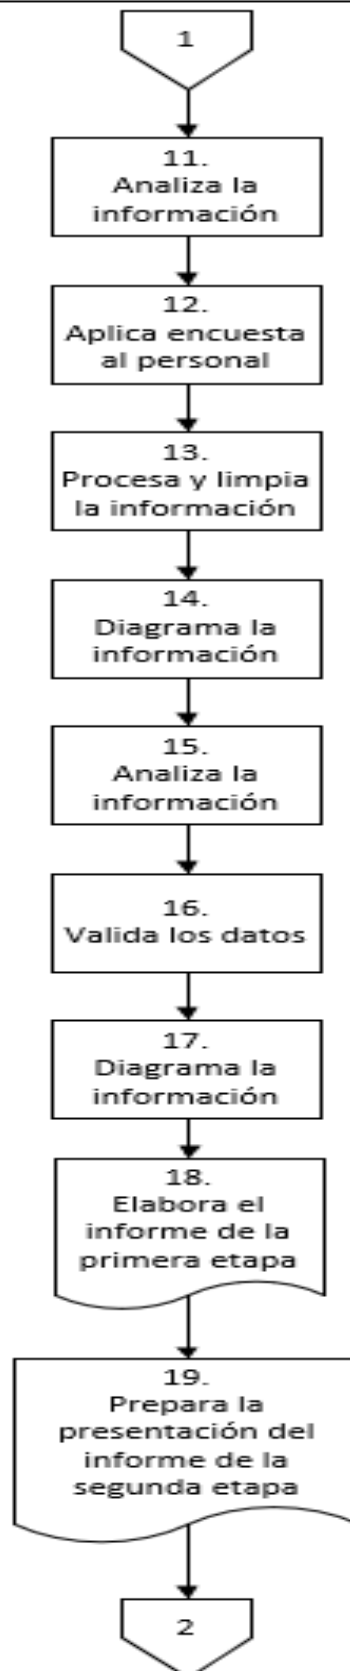 1
11.
Analiza la
información
12.
Aplica encuesta
al personal
13.
Procesa y limpia
la información
14.
Diagrama la
información
15.
Analiza la
información
16.
Valida los datos
17.
Diagrama la
información
18.
Elabora el
informe de la
primera etapa
19.
Prepara la
presentación del
informe de la
segunda etapa
2